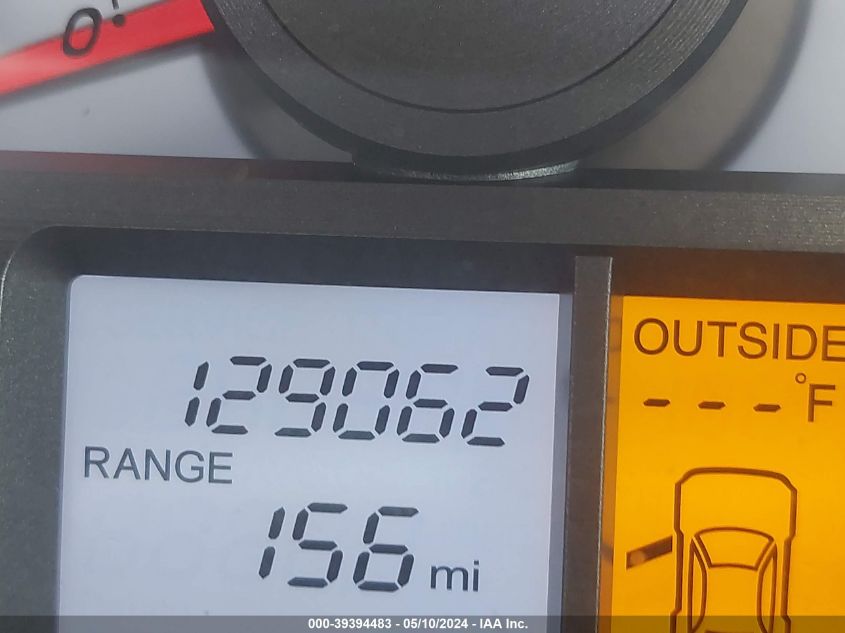 0
129062
RANGE
156 mi
OUTSIDE
---°F
000-39394483 - 05/10/2024 - IAA Inc.